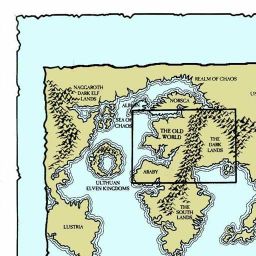 REALM OF CHAOS
NAGGAROTH
DARK ELF
LANDS
NORSCA
SEA OF
CHAOS
THE OLD
WORLD
THE
DARK
LANDS
ARABY
ULTHUAN
ELVEN KINGDOMS
THE
SOUTH
LANDS
LUSTRIA